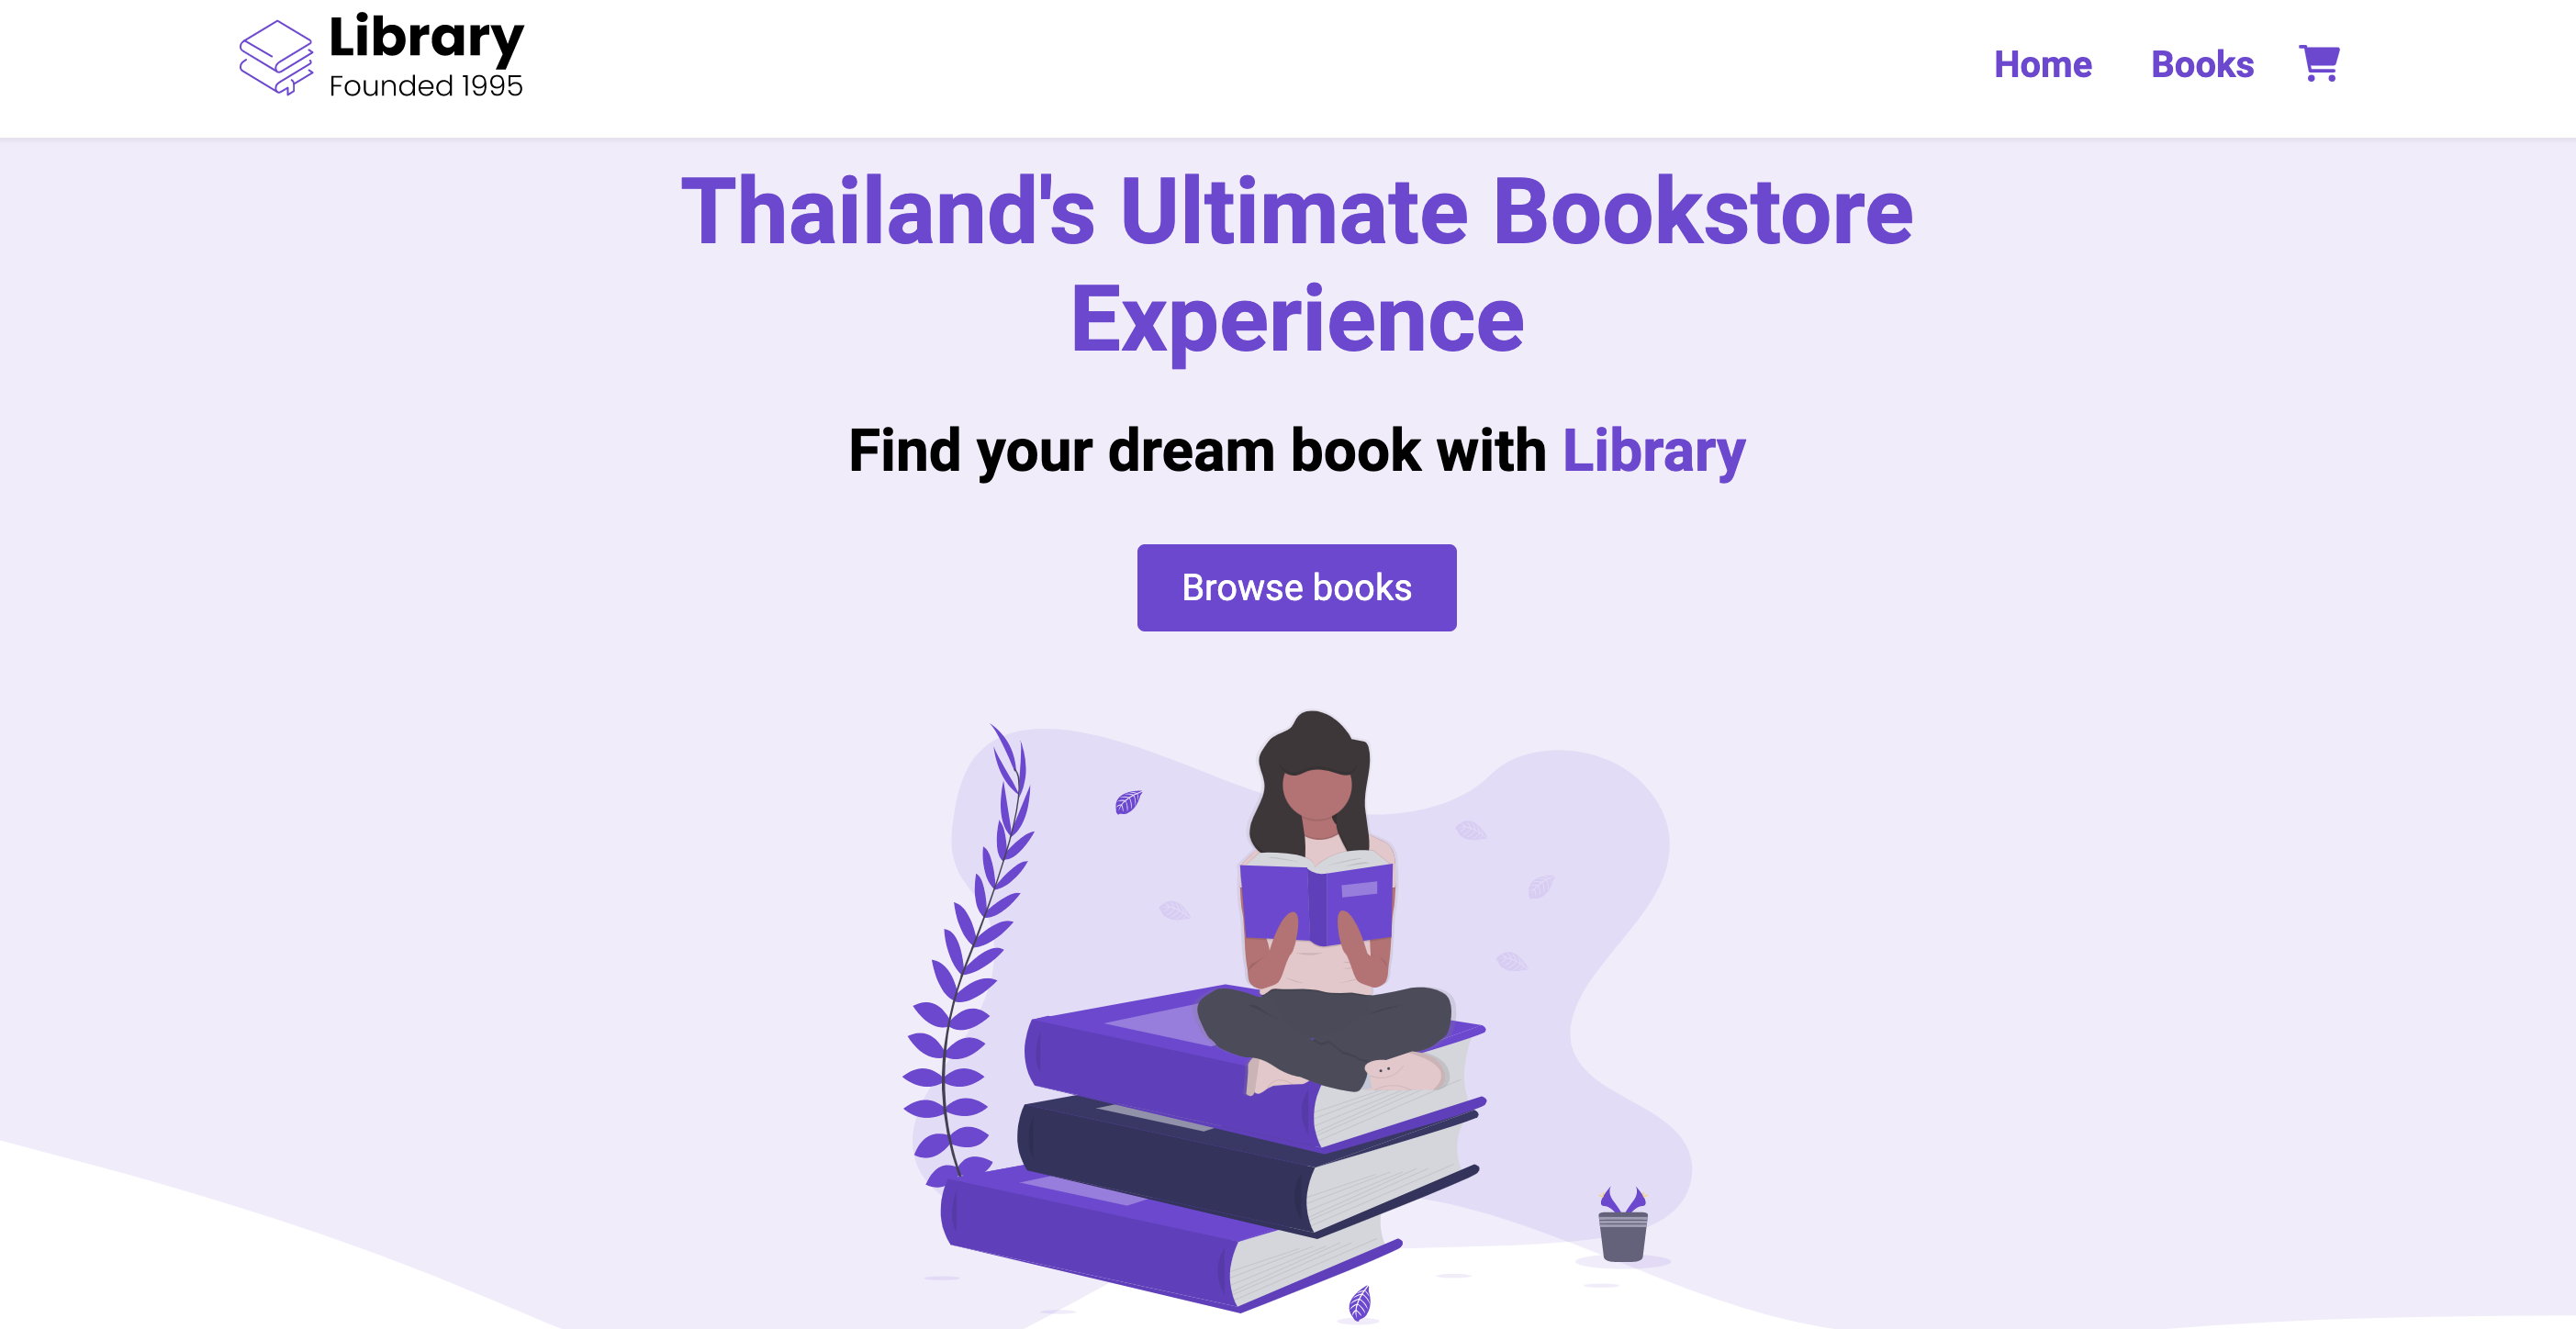 Library
Founded 1995
Home
Books
Thailand's Ultimate Bookstore
Experience
Find your dream book with Library
Browse books